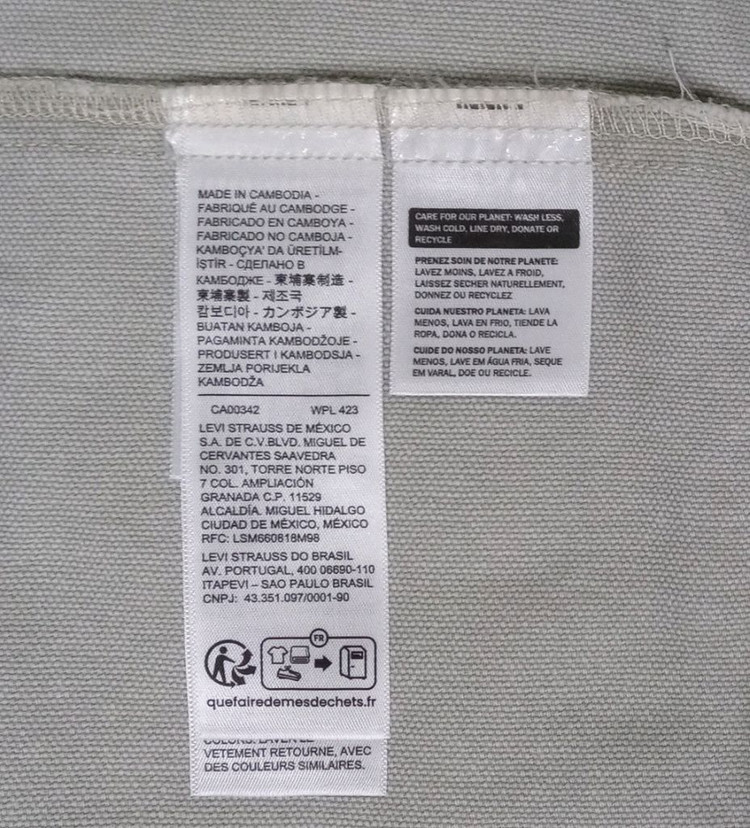 MADE IN CAMBODIA -
FABRIQUÉ AU CAMBODGE -
FABRICADO EN CAMBOYA -
FABRICADO NO CAMBOJA -
KAMBOÇYA' DA ÜRETİLM-
İŞTİR - СДЕЛАНО В
КАМБОДЖЕ - 柬埔寨制造 -
柬埔寨製 - 제조국
캄보디아 - カンボジア製 -
BUATAN KAMBOJA -
PAGAMINTA KAMBODŽOJE -
PRODUSERT I KAMBODSJA -
ZEMLJA PORIJEKLA
KAMBODŽA
CA00342 WPL 423
LEVI STRAUSS DE MÉXICO
S.A. DE C.V.BLVD. MIGUEL DE
CERVANTES SAAVEDRA
NO. 301, TORRE NORTE PISO
7 COL. AMPLIACIÓN
GRANADA C.P. 11529
ALCALDÍA. MIGUEL HIDALGO
CIUDAD DE MÉXICO, MÉXICO
RFC: LSM660818M98
LEVI STRAUSS DO BRASIL
AV. PORTUGAL, 400 06690-110
ITAPEVI – SAO PAULO BRASIL
CNPJ: 43.351.097/0001-90
FR
quefairedemesdechets.fr
VETEMENT RETOURNE, AVEC
DES COULEURS SIMILAIRES.
CARE FOR OUR PLANET: WASH LESS,
WASH COLD, LINE DRY, DONATE OR
RECYCLE
PRENEZ SOIN DE NOTRE PLANETE:
LAVEZ MOINS, LAVEZ A FROID,
LAISSEZ SECHER NATURELLEMENT,
DONNEZ OU RECYCLEZ
CUIDA NUESTRO PLANETA: LAVA
MENOS, LAVA EN FRIO, TIENDE LA
ROPA, DONA O RECICLA.
CUIDE DO NOSSO PLANETA: LAVE
MENOS, LAVE EM ÁGUA FRIA, SEQUE
EM VARAL, DOE OU RECICLE.